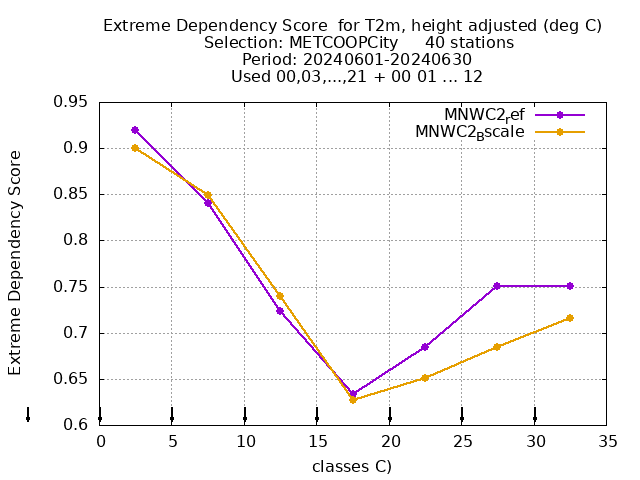 Extreme Dependency Score  for T2m, height adjusted (deg C)
Selection: METCOOPCity     40 stations
Period: 20240601-20240630
Used 00,03,...,21 + 00 01 ... 12
MNWC2ref
MNWC2Bscale
Extreme Dependency Score
0.95
0.9
0.85
0.8
0.75
0.7
0.65
0.6
0 5 10 15 20 25 30 35
classes C)